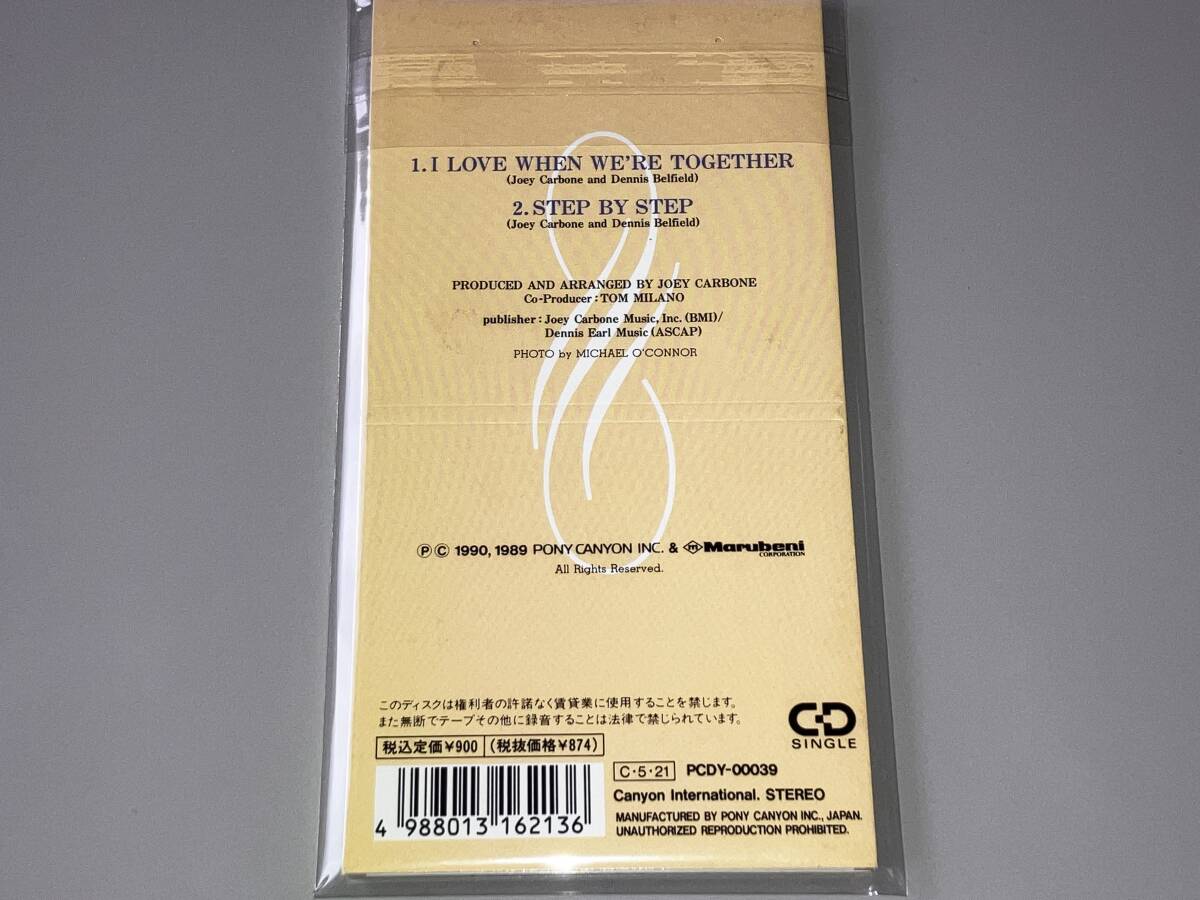 1. I LOVE WHEN WE'RE TOGETHER
(Joey Carbone and Dennis Belfield)
2. STEP BY STEP
(Joey Carbone and Dennis Belfield)
PRODUCED AND ARRANGED BY JOEY CARBONE
Co-Producer : TOM MILANO
publisher : Joey Carbone Music, Inc. (BMI)/
Dennis Earl Music (ASCAP)
PHOTO by MICHAEL O'CONNOR
Ⓟ Ⓒ 1990, 1989 PONY CANYON INC. & m Marubeni
CORPORATION
All Rights Reserved.
このディスクは権利者の許諾なく賃貸業に使用することを禁じます。
また無断でテープその他に録音することは法律で禁じられています。
CD
SINGLE
税込定価¥900 (税抜価格¥874)
C・5・21 PCDY-00039
Canyon International. STEREO
MANUFACTURED BY PONY CANYON INC., JAPAN.
UNAUTHORIZED REPRODUCTION PROHIBITED.
4 988013 162136